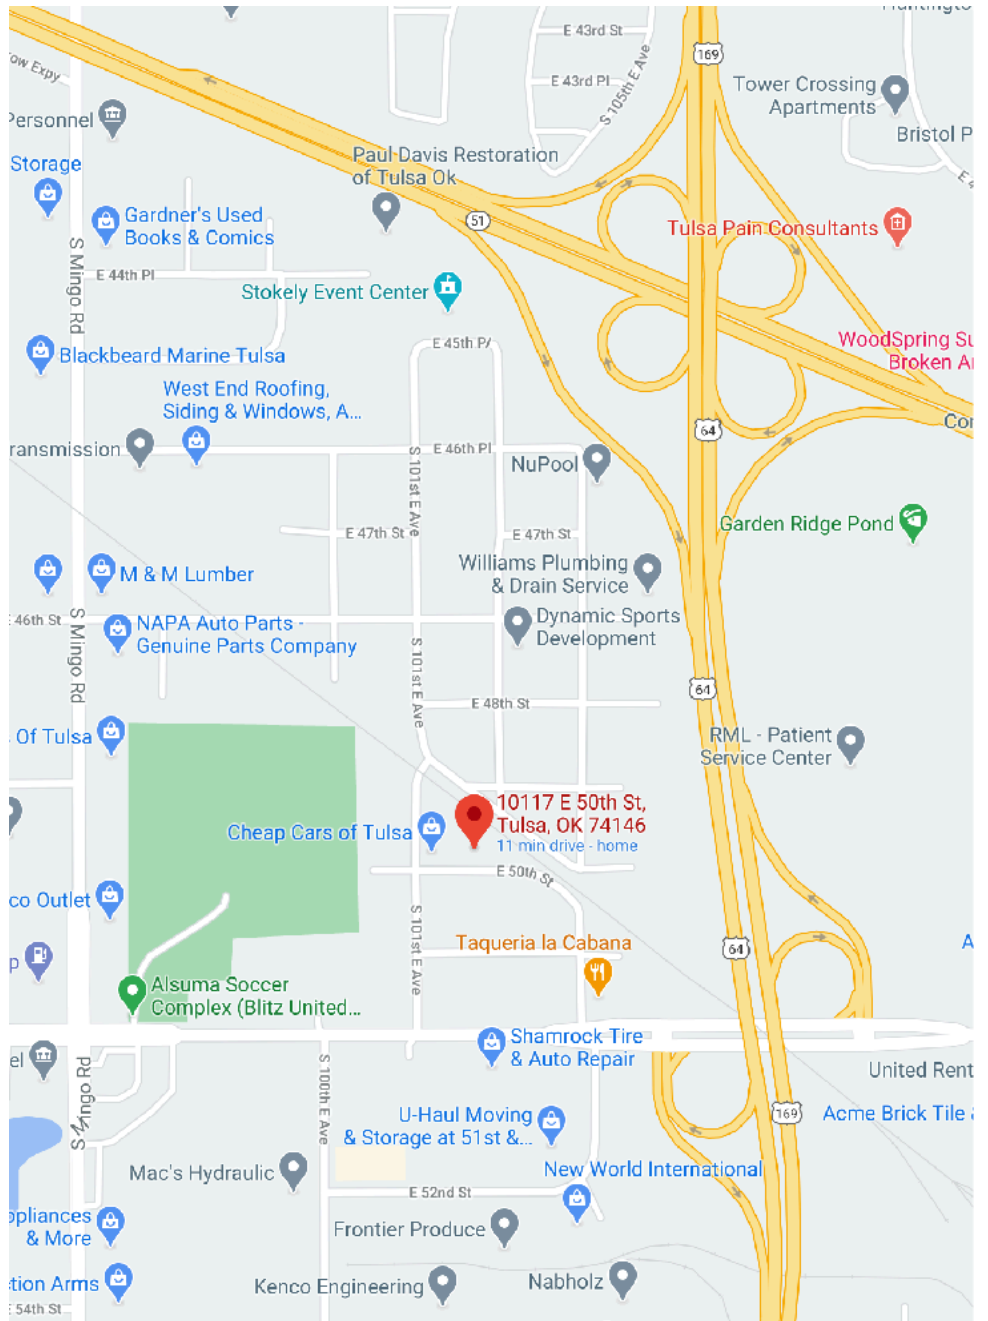 E 43rd St
169
ow Expy
E 43rd Pl
S 105th E Ave
Tower Crossing
Apartments
Personnel
Bristol P
Paul Davis Restoration
of Tulsa Ok
Storage
E 4
Gardner's Used
Books & Comics
51
Tulsa Pain Consultants
S Mingo Rd
E 44th Pl
Stokely Event Center
E 45th Pl
WoodSpring Su
Broken Ar
Blackbeard Marine Tulsa
West End Roofing,
Siding & Windows, A...
Cor
64
ransmission
E 46th Pl
NuPool
S 101st E Ave
Garden Ridge Pond
E 47th St
E 47th St
Williams Plumbing
& Drain Service
M & M Lumber
46th St
S Mingo Rd
NAPA Auto Parts -
Genuine Parts Company
Dynamic Sports
Development
S 101st E Ave
64
E 48th St
Of Tulsa
RML - Patient
Service Center
10117 E 50th St,
Tulsa, OK 74146
11 min drive - home
Cheap Cars of Tulsa
E 50th St
co Outlet
S 101st E Ave
Taqueria la Cabana
64
A
p
Alsuma Soccer
Complex (Blitz United...
Shamrock Tire
& Auto Repair
el
United Rent
S Mingo Rd
S 100th E Ave
169
Acme Brick Tile &
U-Haul Moving
& Storage at 51st &...
Mac's Hydraulic
New World International
E 52nd St
ppliances
& More
Frontier Produce
ction Arms
Kenco Engineering
Nabholz
E 54th St